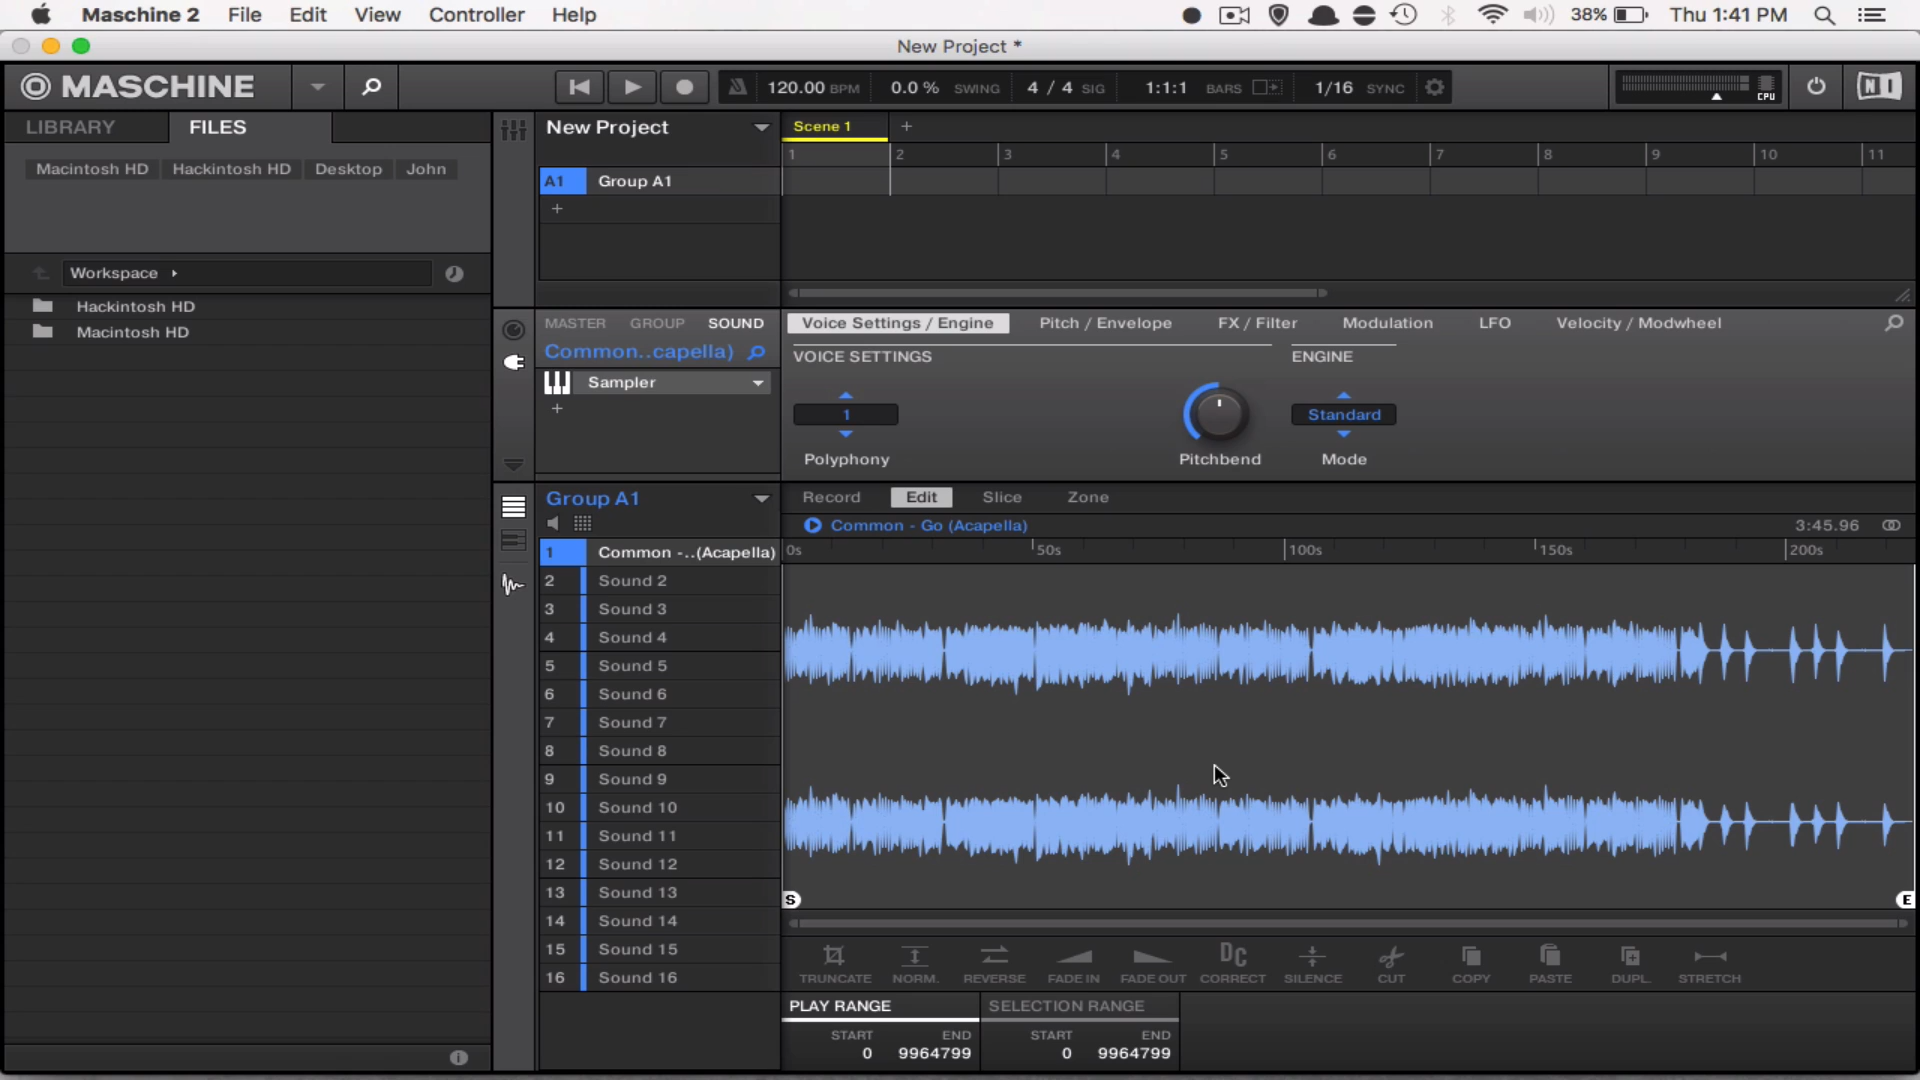 Maschine 2 File Edit View Controller Help 38% Thu 1:41 PM
New Project *
MASCHINE 120.00 BPM 0.0 % SWING 4 / 4 SIG 1:1:1 BARS 1/16 SYNC CPU NI
LIBRARY FILES
Macintosh HD Hackintosh HD Desktop John
Workspace
Hackintosh HD
Macintosh HD
New Project
Scene 1 +
1 2 3 4 5 6 7 8 9 10 11
A1 Group A1
+
MASTER GROUP SOUND
Common..capella)
Sampler
+
Voice Settings / Engine Pitch / Envelope FX / Filter Modulation LFO Velocity / Modwheel
VOICE SETTINGS ENGINE
1 Standard
Polyphony Pitchbend Mode
Group A1
Record Edit Slice Zone
Common - Go (Acapella) 3:45.96
0s 50s 100s 150s 200s
1 Common -..(Acapella)
2 Sound 2
3 Sound 3
4 Sound 4
5 Sound 5
6 Sound 6
7 Sound 7
8 Sound 8
9 Sound 9
10 Sound 10
11 Sound 11
12 Sound 12
13 Sound 13
14 Sound 14
15 Sound 15
16 Sound 16
S E
DC
TRUNCATE NORM. REVERSE FADE IN FADE OUT CORRECT SILENCE CUT COPY PASTE DUPL. STRETCH
PLAY RANGE SELECTION RANGE
START END START END
0 9964799 0 9964799